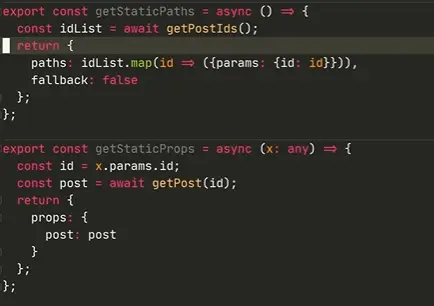 export const getStaticPaths = async () => {
  const idList = await getPostIds();
  return {
    paths: idList.map(id => ({params: {id: id}})),
    fallback: false
  };
};
export const getStaticProps = async (x: any) => {
  const id = x.params.id;
  const post = await getPost(id);
  return {
    props: {
      post: post
    }
  };
};